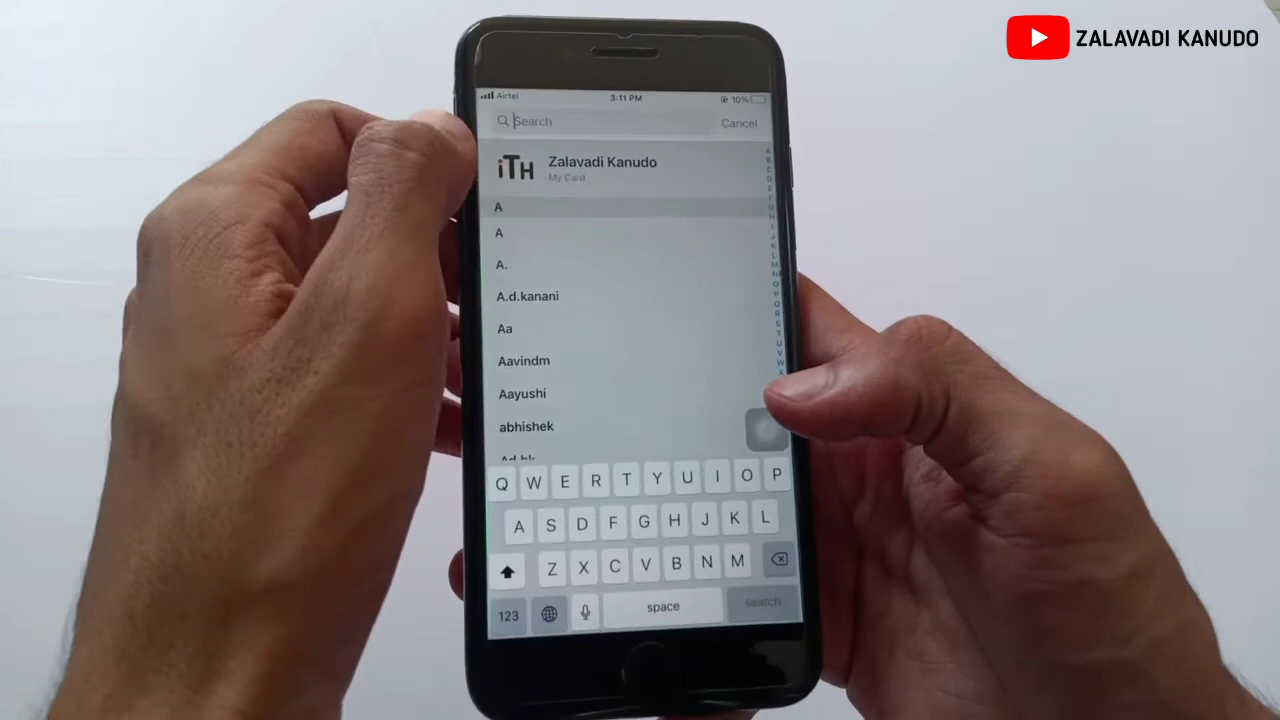 ZALAVADI KANUDO
Airtel 3:11 PM 10%
Search Cancel
iTH Zalavadi Kanudo
My Card
A
A
A.
A.d.kanani
Aa
Aavindm
Aayushi
abhishek
Q W E R T Y U I O P
A S D F G H J K L
Z X C V B N M
123 space search